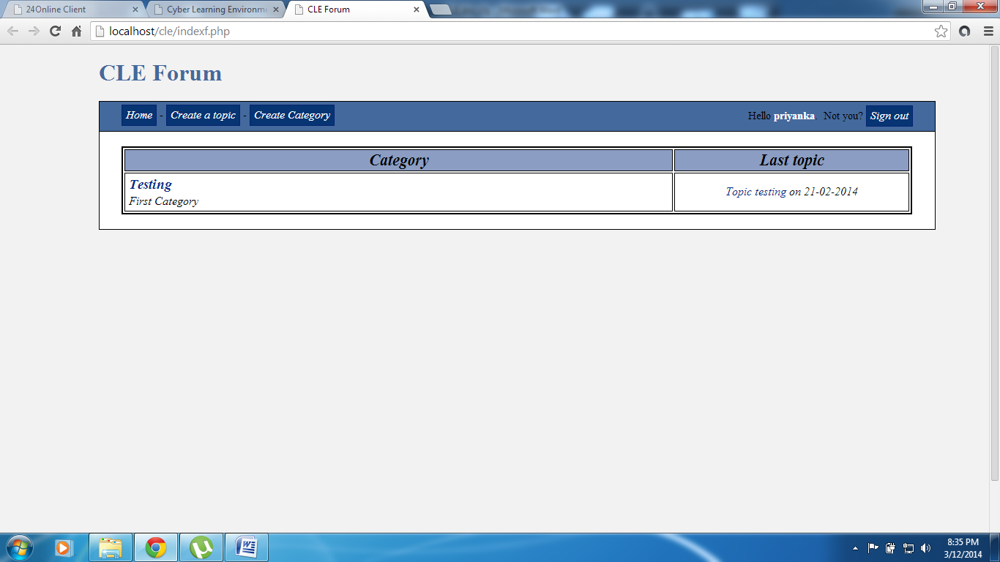 24Online Client
Cyber Learning Environme
CLE Forum
localhost/cle/indexf.php
CLE Forum
Home - Create a topic - Create Category
Hello priyanka. Not you? Sign out
Category
Last topic
Testing
First Category
Topic testing on 21-02-2014
8:35 PM
3/12/2014